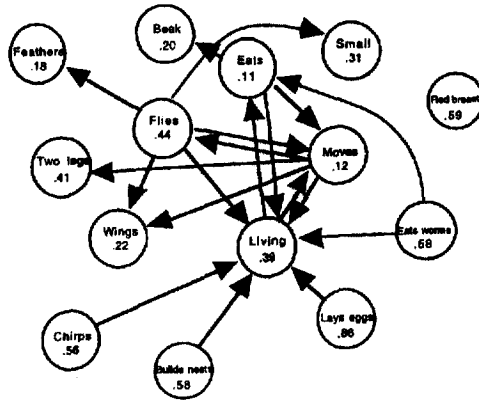 Beak
.20
Small
.31
Feathers
.18
Eats
.11
Red breast
.59
Flies
.44
Moves
.12
Two legs
.41
Wings
.22
Living
.39
Eats worms
.58
Lays eggs
.86
Chirps
.56
Builds nests
.58